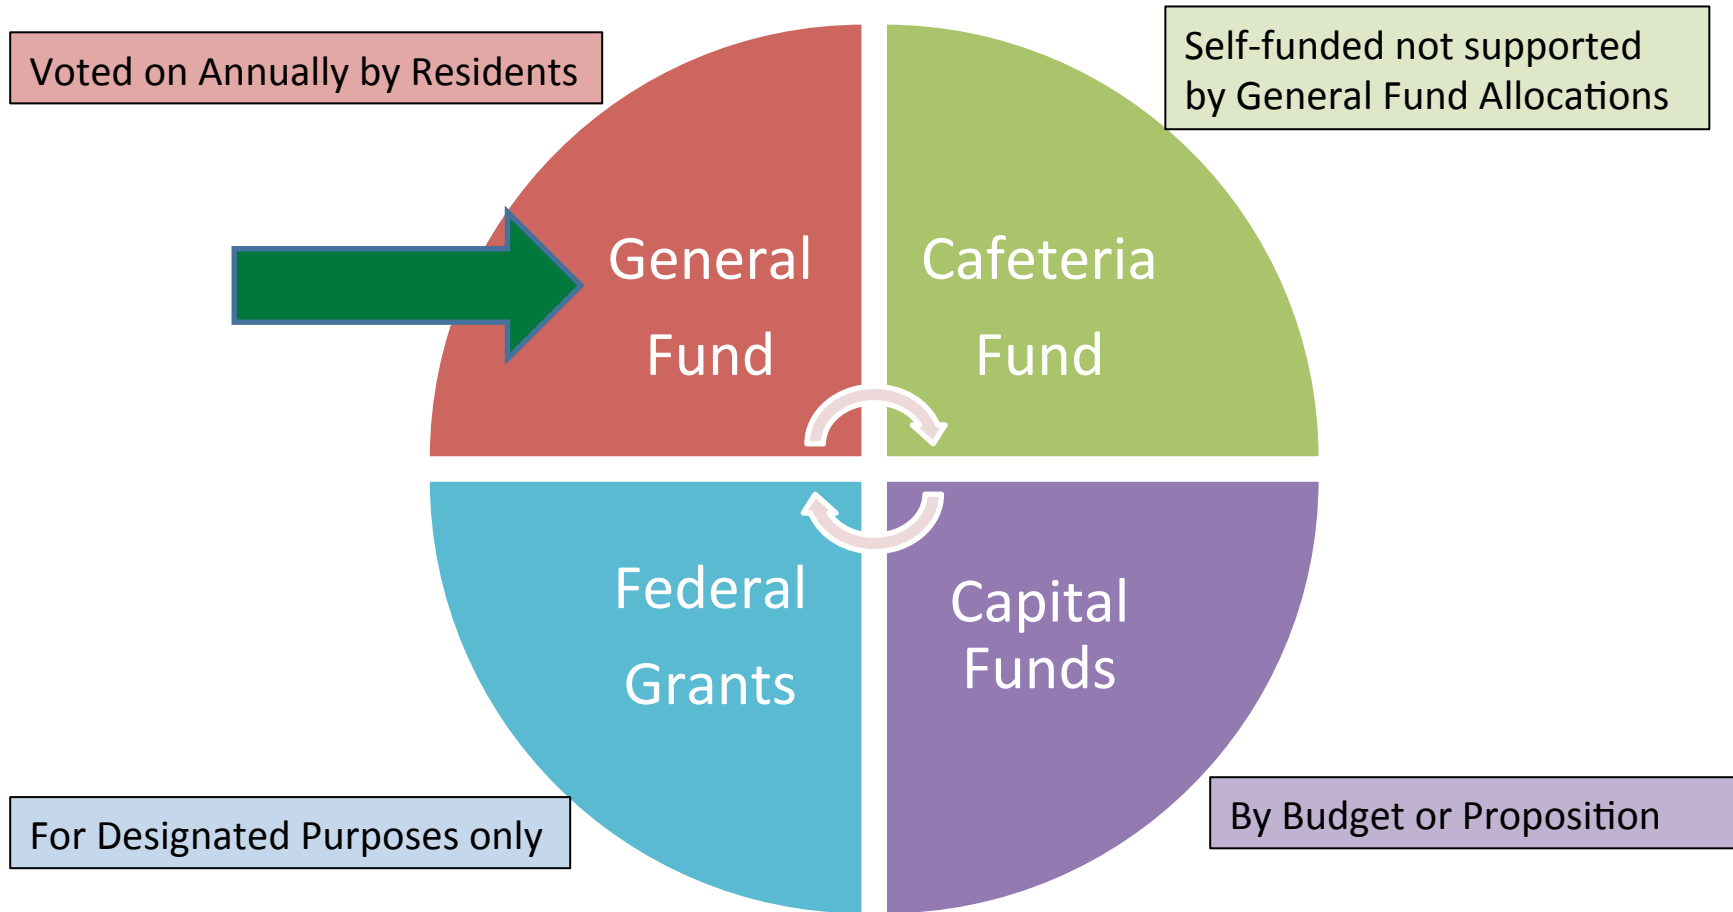 Voted on Annually by Residents
Self-funded not supported
by General Fund Allocations
General
Fund
Cafeteria
Fund
Federal
Grants
Capital
Funds
For Designated Purposes only
By Budget or Proposition